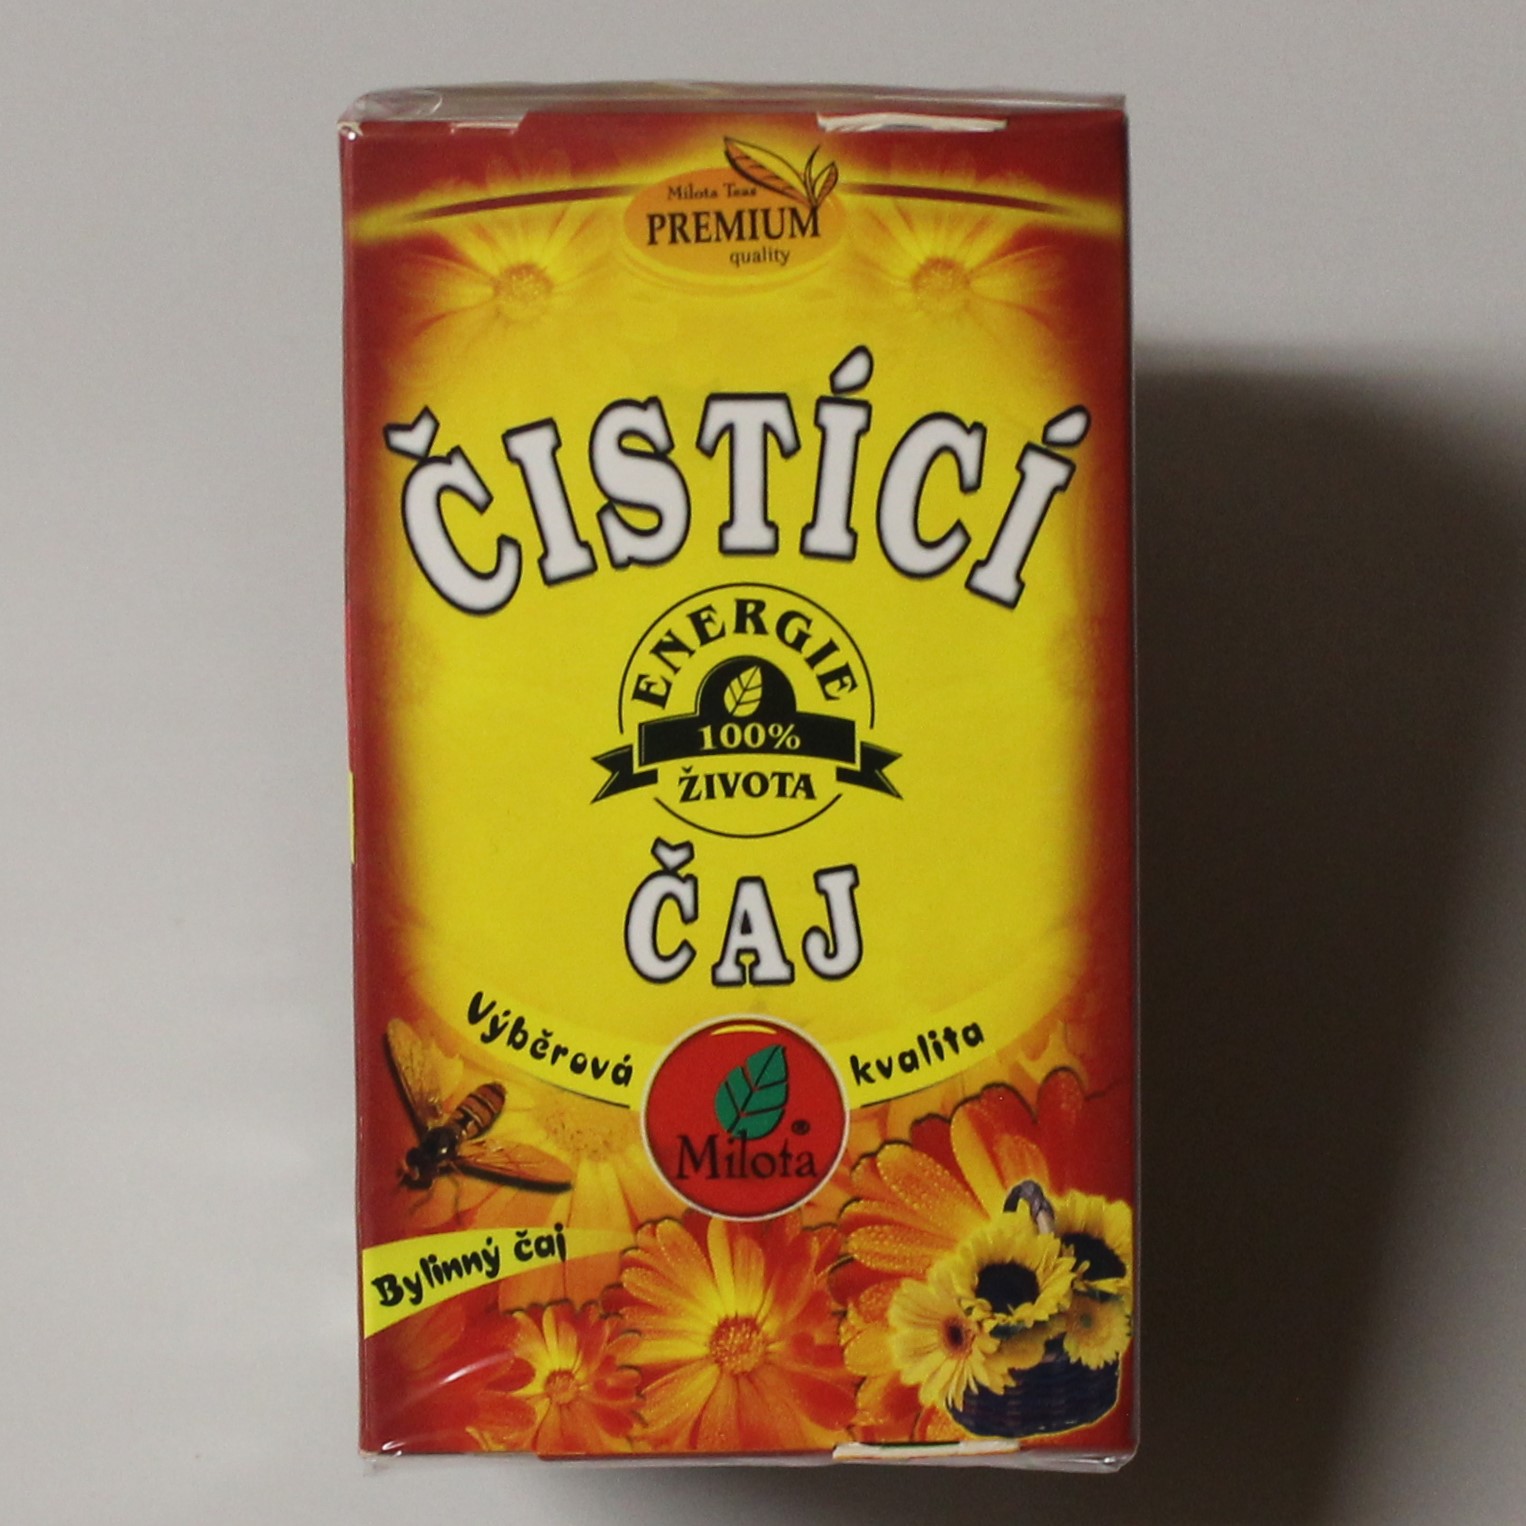 Milota Teas
PREMIUM
quality
ČISTÍCÍ
ENERGIE
100%
ŽIVOTA
ČAJ
Výběrová kvalita
Milota®
Bylinný čaj